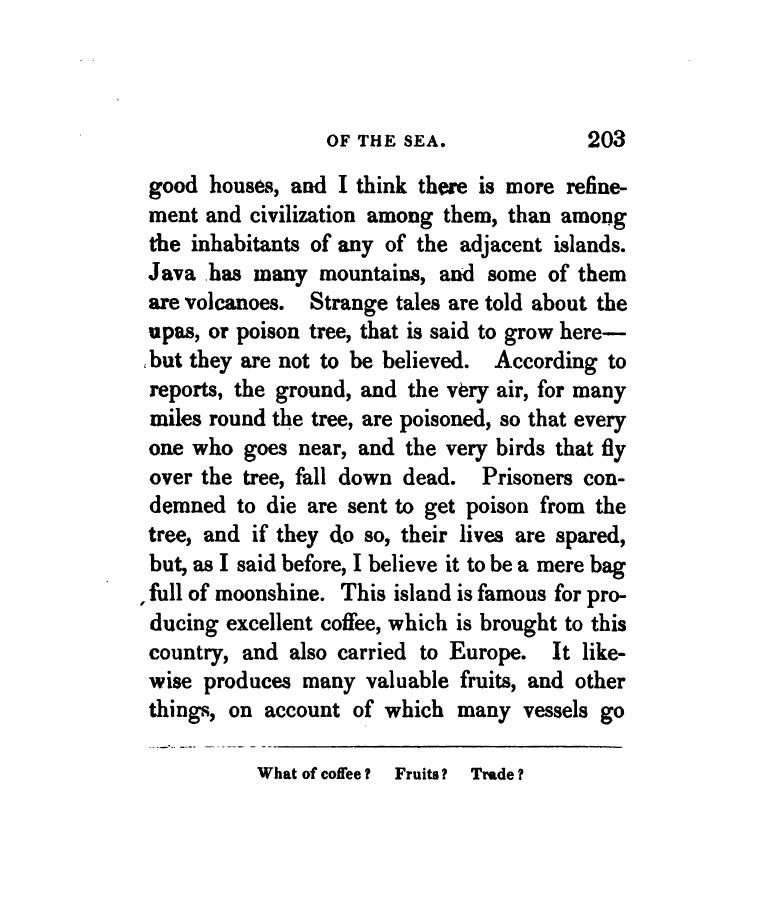 OF THE SEA. 203
good houses, and I think there is more refine-
ment and civilization among them, than among
the inhabitants of any of the adjacent islands.
Java has many mountains, and some of them
are volcanoes. Strange tales are told about the
upas, or poison tree, that is said to grow here—
but they are not to be believed. According to
reports, the ground, and the very air, for many
miles round the tree, are poisoned, so that every
one who goes near, and the very birds that fly
over the tree, fall down dead. Prisoners con-
demned to die are sent to get poison from the
tree, and if they do so, their lives are spared,
but, as I said before, I believe it to be a mere bag
full of moonshine. This island is famous for pro-
ducing excellent coffee, which is brought to this
country, and also carried to Europe. It like-
wise produces many valuable fruits, and other
things, on account of which many vessels go
What of coffee? Fruits? Trade?